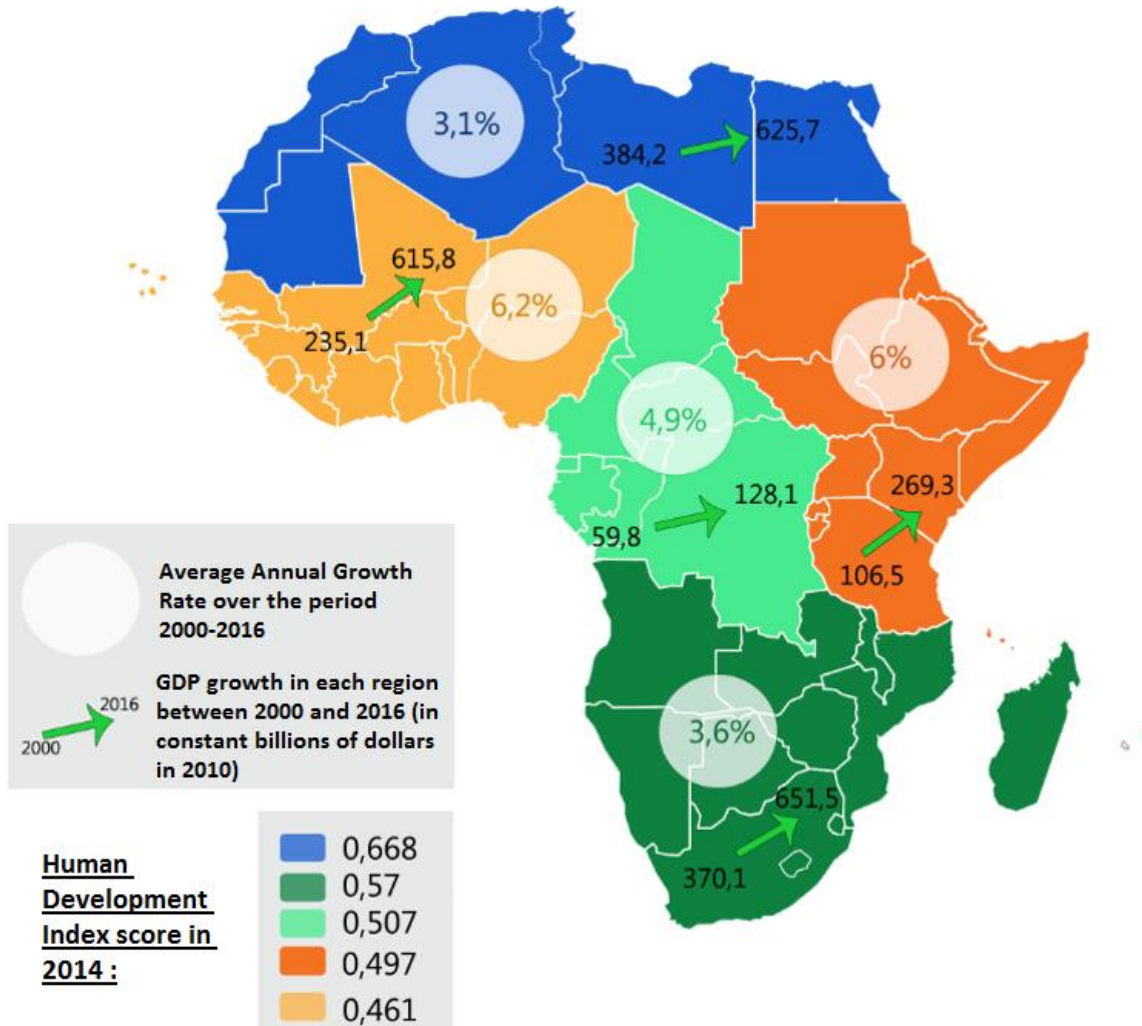 3,1%
384,2
625,7
615,8
235,1
6,2%
6%
4,9%
128,1
59,8
269,3
106,5
3,6%
651,5
370,1
Average Annual Growth
Rate over the period
2000-2016
2016
2000
GDP growth in each region
between 2000 and 2016 (in
constant billions of dollars
in 2010)
Human
Development
Index score in
2014 :
0,668
0,57
0,507
0,497
0,461